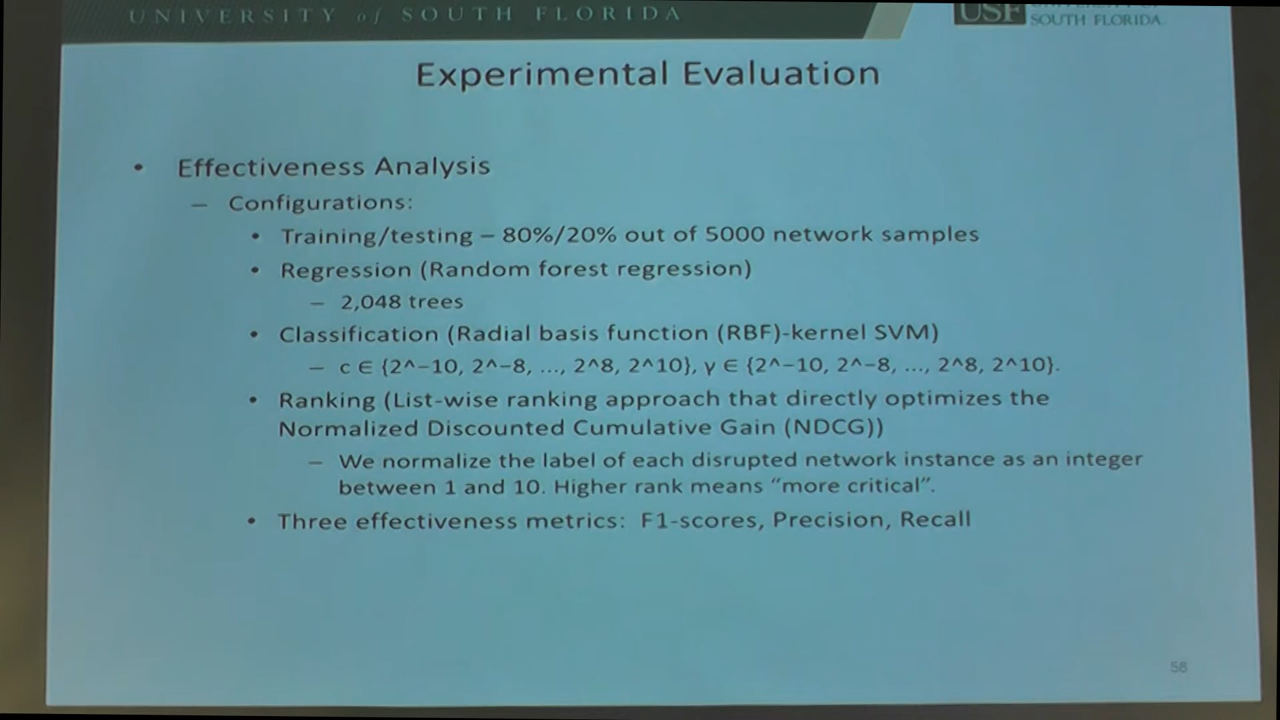 UNIVERSITY of SOUTH FLORIDA
USF
SOUTH FLORIDA
Experimental Evaluation
• Effectiveness Analysis
– Configurations:
• Training/testing – 80%/20% out of 5000 network samples
• Regression (Random forest regression)
– 2,048 trees
• Classification (Radial basis function (RBF)-kernel SVM)
– c ∈ {2^−10, 2^−8, ..., 2^8, 2^10}, γ ∈ {2^−10, 2^−8, ..., 2^8, 2^10}.
• Ranking (List-wise ranking approach that directly optimizes the
Normalized Discounted Cumulative Gain (NDCG))
– We normalize the label of each disrupted network instance as an integer
between 1 and 10. Higher rank means “more critical”.
• Three effectiveness metrics: F1-scores, Precision, Recall
58